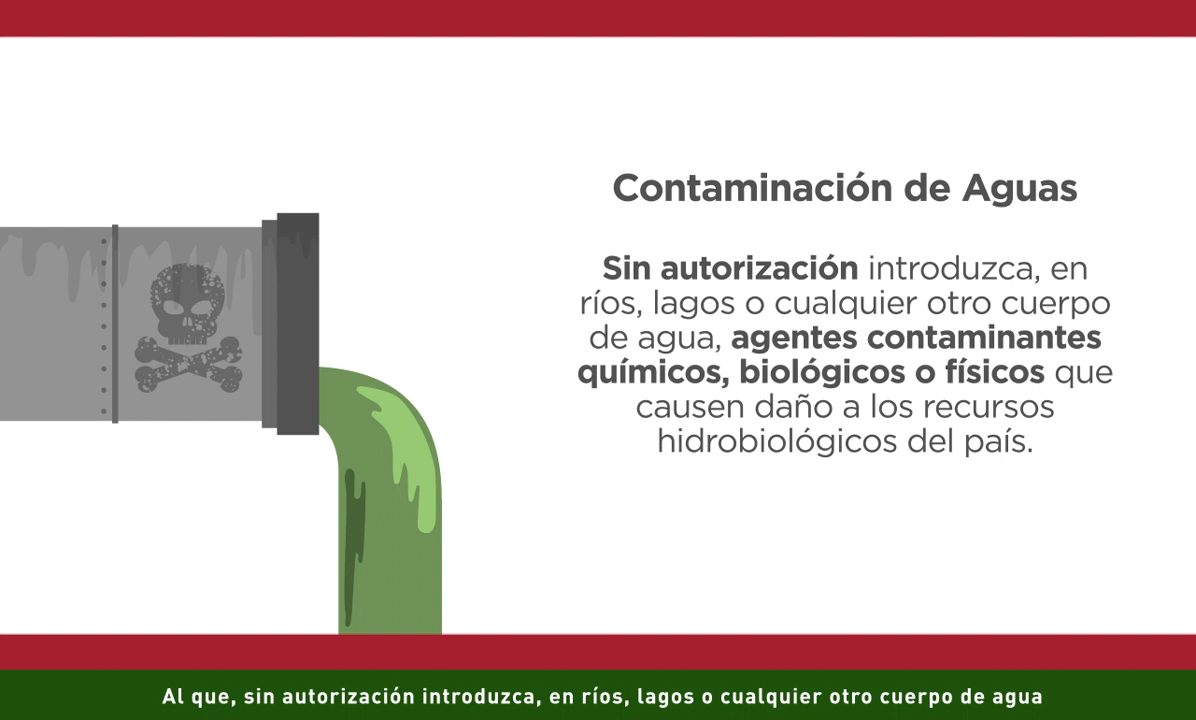 Contaminación de Aguas
Sin autorización introduzca, en
ríos, lagos o cualquier otro cuerpo
de agua, agentes contaminantes
químicos, biológicos o físicos que
causen daño a los recursos
hidrobiológicos del país.
Al que, sin autorización introduzca, en ríos, lagos o cualquier otro cuerpo de agua